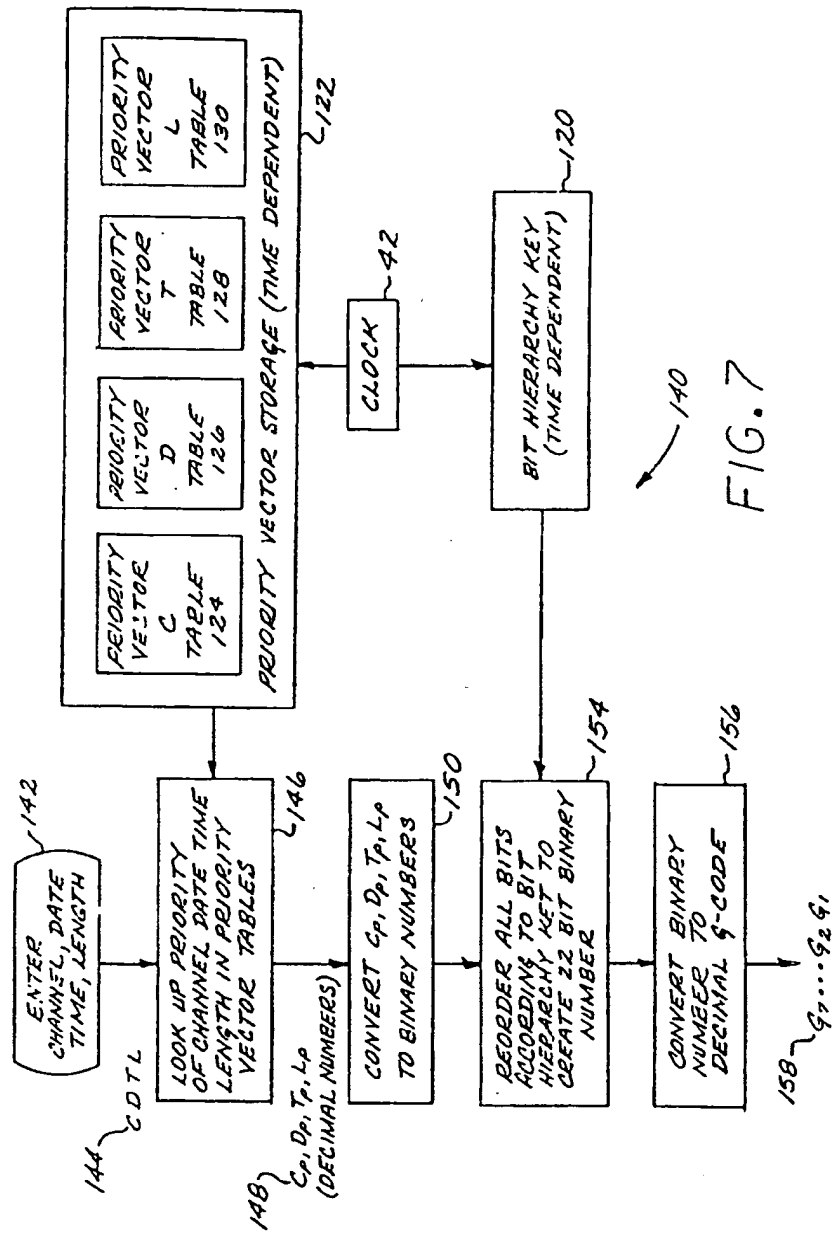 ENTER
CHANNEL, DATE
TIME, LENGTH
142
144
C D T L
LOOK UP PRIORITY
OF CHANNEL DATE TIME
LENGTH IN PRIORITY
VECTOR TABLES
146
148
Cp, Dp, Tp, Lp
(DECIMAL NUMBERS)
CONVERT Cp, Dp, Tp, Lp
TO BINARY NUMBERS
150
REORDER ALL BITS
ACCORDING TO BIT
HIERARCHY KEY TO
CREATE 22 BIT BINARY
NUMBER
154
CONVERT BINARY
NUMBER TO
DECIMAL G-CODE
156
158
G7 .... G2 G1
PRIORITY
VECTOR
C
TABLE
124
PRIORITY
VECTOR
D
TABLE
126
PRIORITY
VECTOR
T
TABLE
128
PRIORITY
VECTOR
L
TABLE
130
PRIORITY VECTOR STORAGE (TIME DEPENDENT)
122
CLOCK
42
BIT HIERARCHY KEY
(TIME DEPENDENT)
120
140
FIG. 7